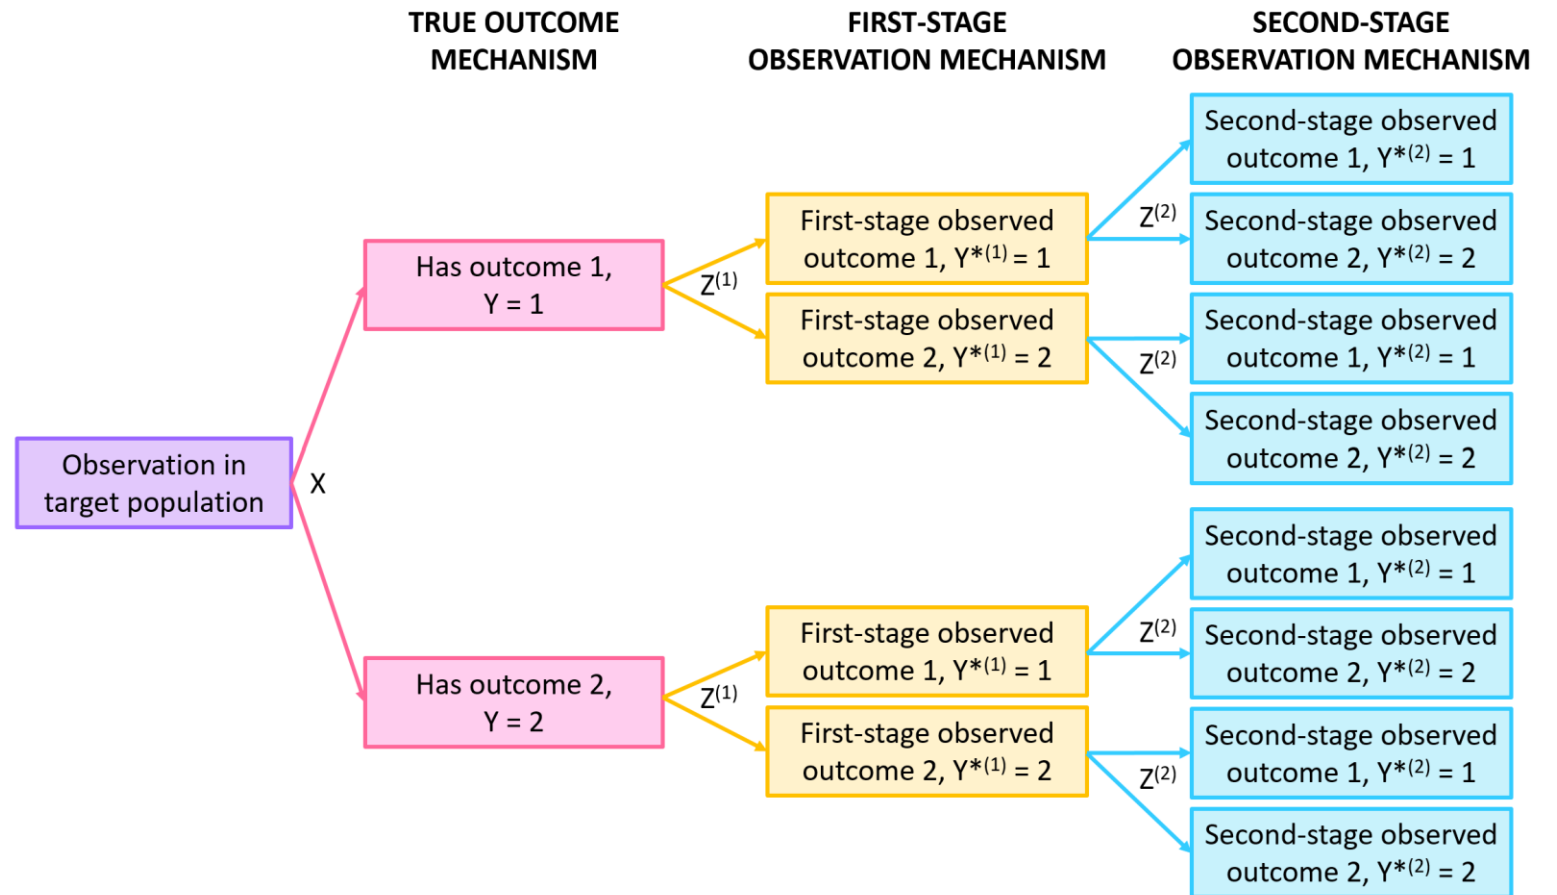 TRUE OUTCOME
MECHANISM
FIRST-STAGE
OBSERVATION MECHANISM
SECOND-STAGE
OBSERVATION MECHANISM
Observation in
target population
X
Has outcome 1,
Y = 1
Z(1)
First-stage observed
outcome 1, Y*(1) = 1
First-stage observed
outcome 2, Y*(1) = 2
Z(2)
Second-stage observed
outcome 1, Y*(2) = 1
Second-stage observed
outcome 2, Y*(2) = 2
Z(2)
Second-stage observed
outcome 1, Y*(2) = 1
Second-stage observed
outcome 2, Y*(2) = 2
Has outcome 2,
Y = 2
Z(1)
First-stage observed
outcome 1, Y*(1) = 1
First-stage observed
outcome 2, Y*(1) = 2
Z(2)
Second-stage observed
outcome 1, Y*(2) = 1
Second-stage observed
outcome 2, Y*(2) = 2
Z(2)
Second-stage observed
outcome 1, Y*(2) = 1
Second-stage observed
outcome 2, Y*(2) = 2